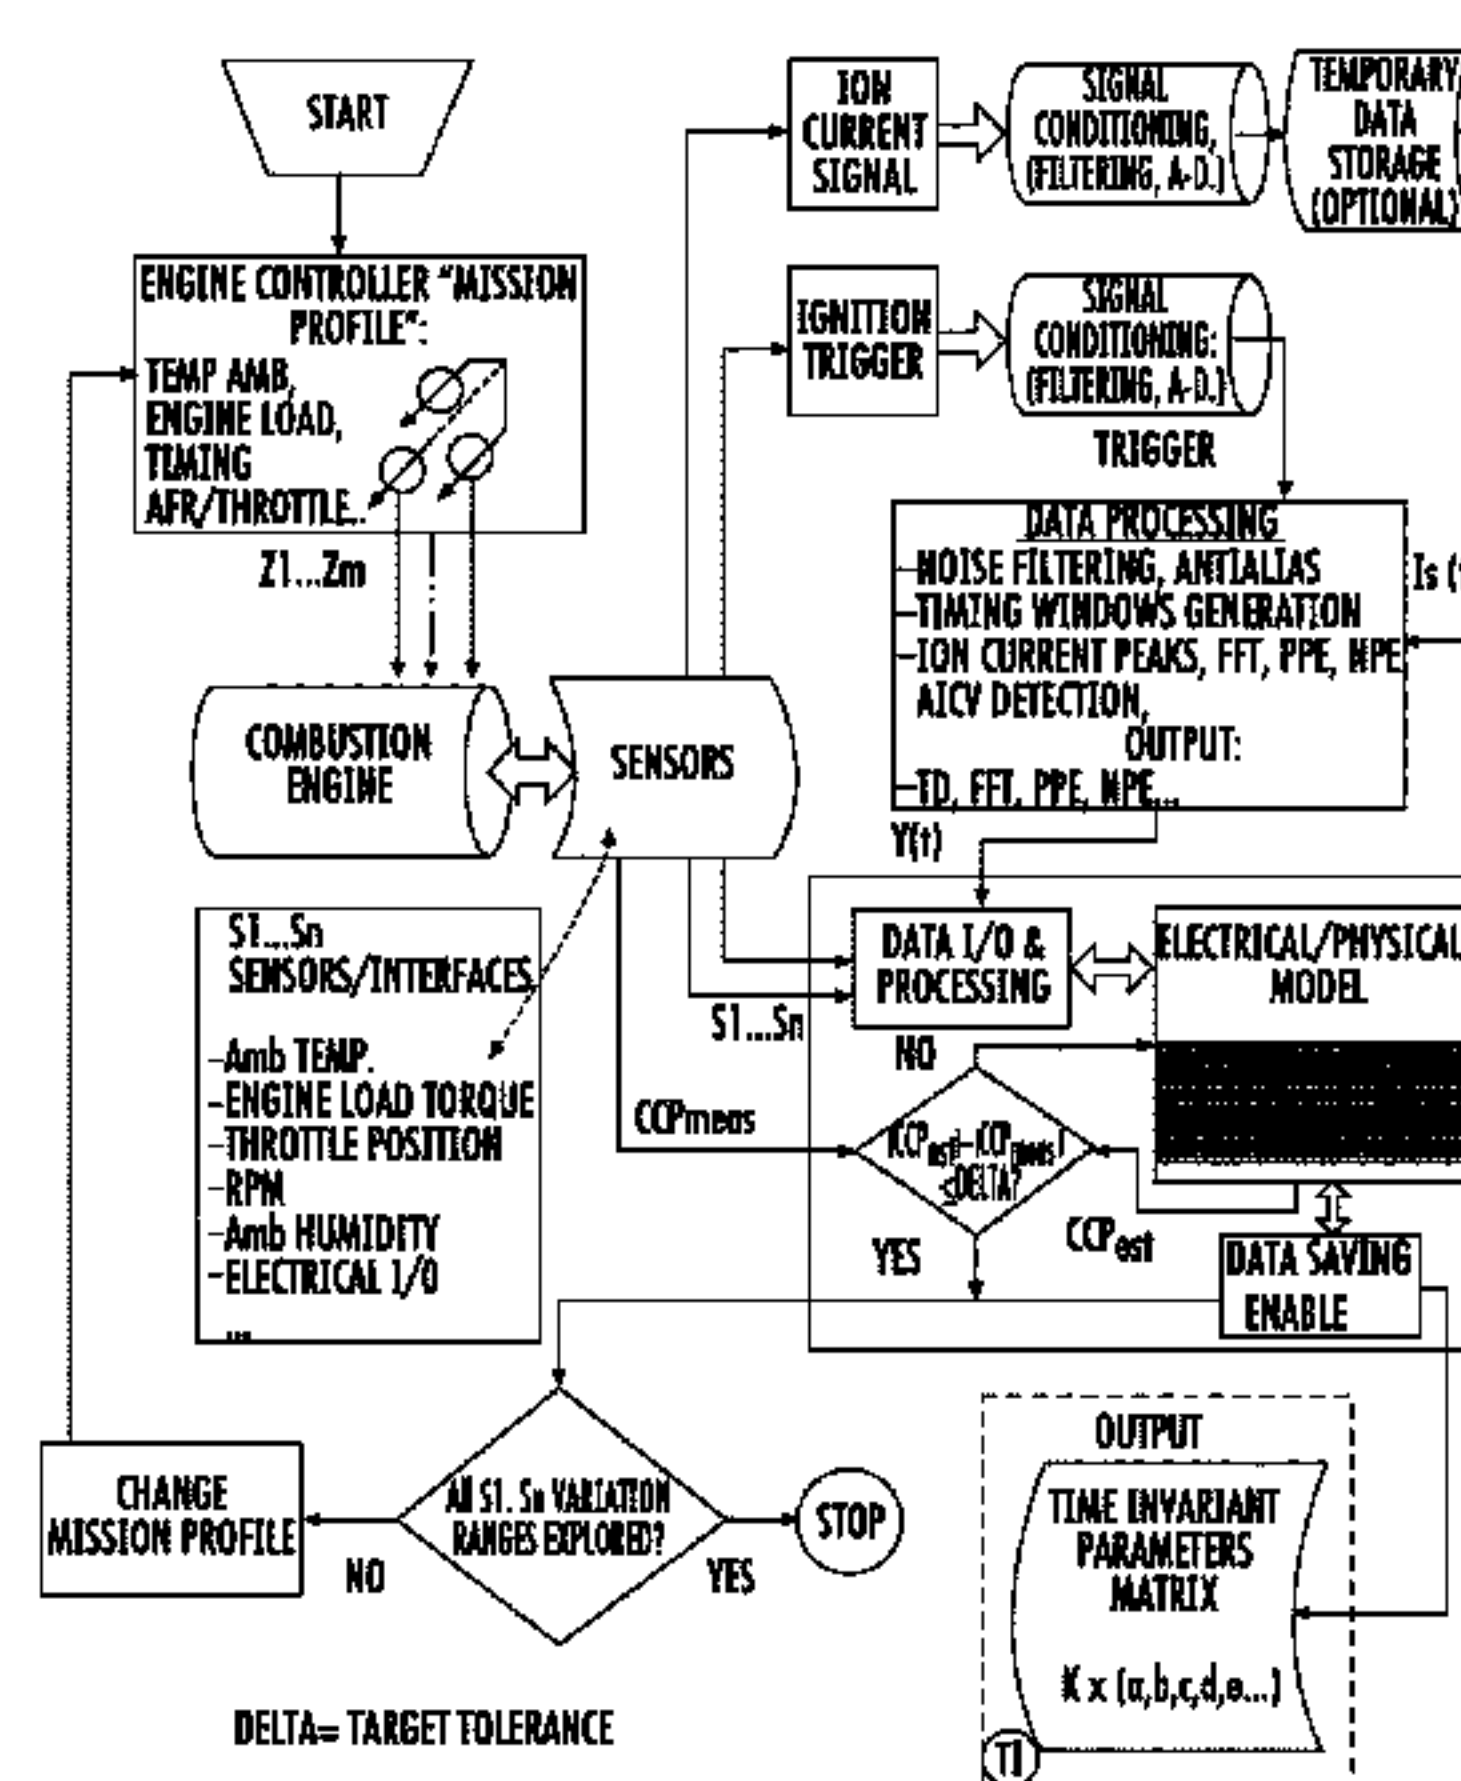 START
ENGINE CONTROLLER "MISSION
PROFILE":
TEMP AMB,
ENGINE LOAD,
TIMING
AFR/THROTTLE..
Z1...Zm
COMBUSTION
ENGINE
SENSORS
ION
CURRENT
SIGNAL
SIGNAL
CONDITIONING,
(FILTERING, A-D.)
TEMPORARY
DATA
STORAGE
(OPTIONAL)
IGNITION
TRIGGER
SIGNAL
CONDITIONING:
(FILTERING, A-D.)
TRIGGER
DATA PROCESSING
-NOISE FILTERING, ANTIALIAS
-TIMING WINDOWS GENERATION
-ION CURRENT PEAKS, FFT, PPE, NPE
AICV DETECTION,
OUTPUT:
-TD, FFT, PPE, NPE...
Is (
Y(t)
S1...Sn
SENSORS/INTERFACES
-Amb TEMP.
-ENGINE LOAD TORQUE
-THROTTLE POSITION
-RPM
-Amb HUMIDITY
-ELECTRICAL I/O
...
DATA I/O &
PROCESSING
ELECTRICAL/PHYSICAL
MODEL
S1...Sn
NO
CCPmeas
≤DELTA?
YES
CCPest
DATA SAVING
ENABLE
CHANGE
MISSION PROFILE
NO
All S1. Sn VARIATION
RANGES EXPLORED?
YES
STOP
OUTPUT
TIME INVARIANT
PARAMETERS
MATRIX
K x (a,b,c,d,e...)
TI
DELTA= TARGET TOLERANCE